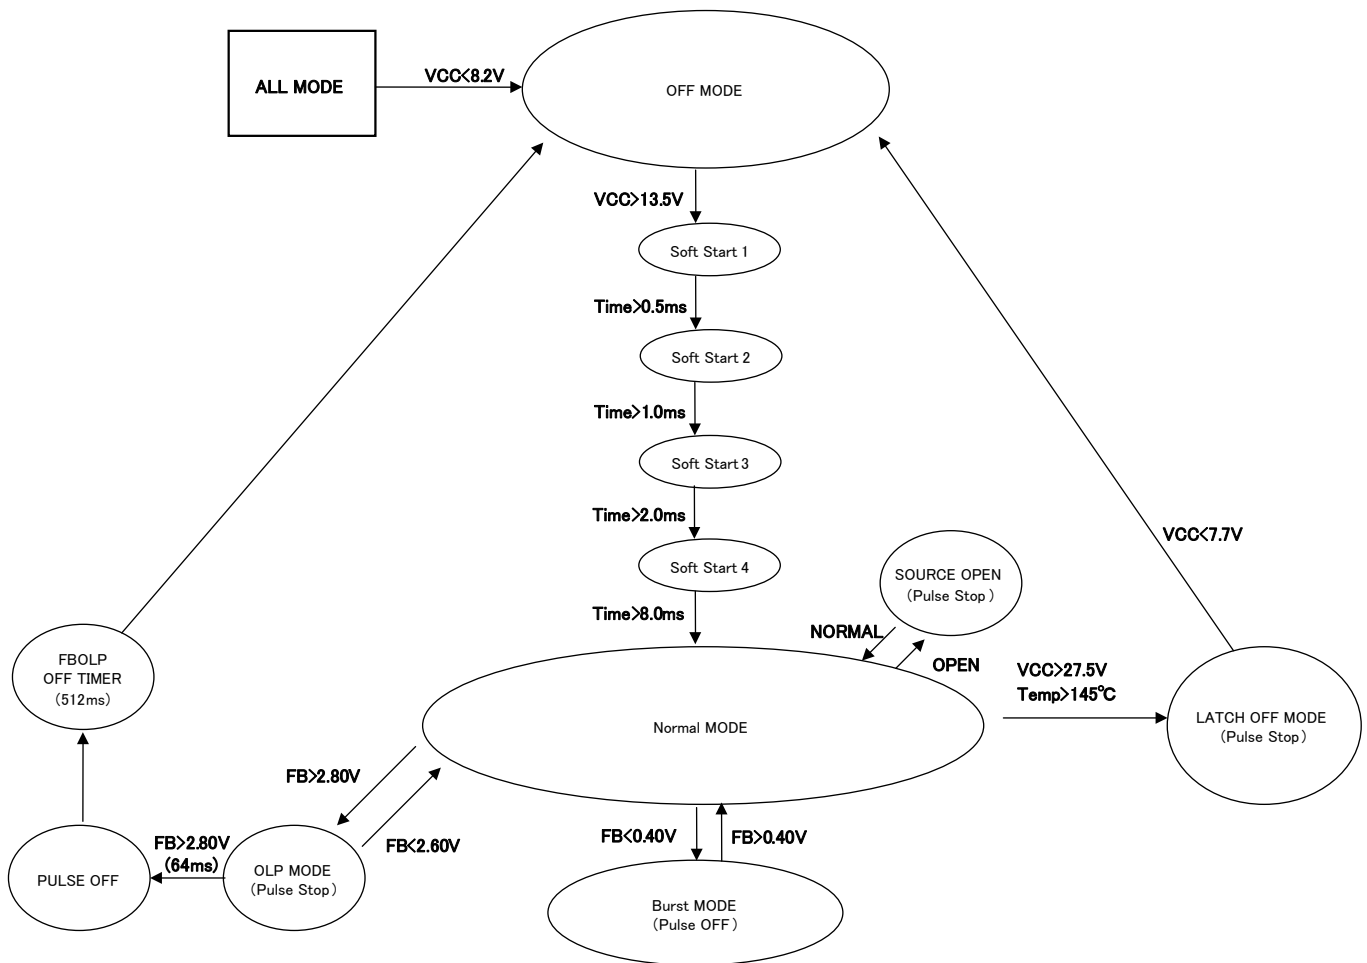 ALL MODE
VCC<8.2V
OFF MODE
VCC>13.5V
Soft Start 1
Time>0.5ms
Soft Start 2
Time>1.0ms
Soft Start 3
Time>2.0ms
Soft Start 4
Time>8.0ms
VCC<7.7V
SOURCE OPEN
(Pulse Stop)
NORMAL
OPEN
VCC>27.5V
Temp>145℃
LATCH OFF MODE
(Pulse Stop)
FBOLP
OFF TIMER
(512ms)
Normal MODE
FB>2.80V
FB<2.60V
FB>2.80V
(64ms)
PULSE OFF
OLP MODE
(Pulse Stop)
FB<0.40V
FB>0.40V
Burst MODE
(Pulse OFF)